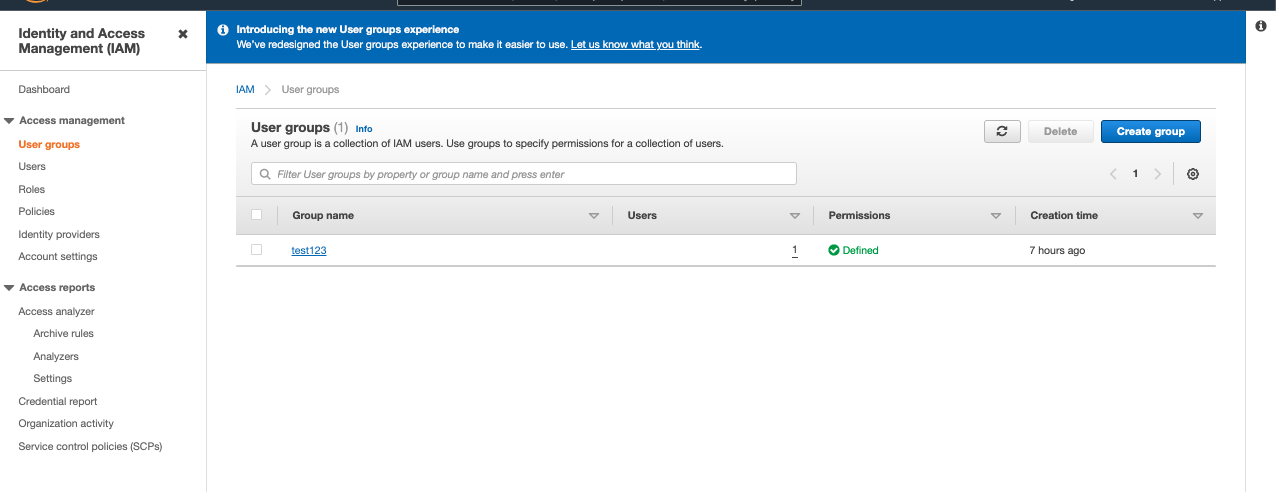 Identity and Access
Management (IAM)
Dashboard
Access management
User groups
Users
Roles
Policies
Identity providers
Account settings
Access reports
Access analyzer
Archive rules
Analyzers
Settings
Credential report
Organization activity
Service control policies (SCPs)
Introducing the new User groups experience
We've redesigned the User groups experience to make it easier to use. Let us know what you think.
IAM > User groups
User groups (1) Info
A user group is a collection of IAM users. Use groups to specify permissions for a collection of users.
Delete
Create group
Filter User groups by property or group name and press enter
1
Group name Users Permissions Creation time
test123 1 Defined 7 hours ago